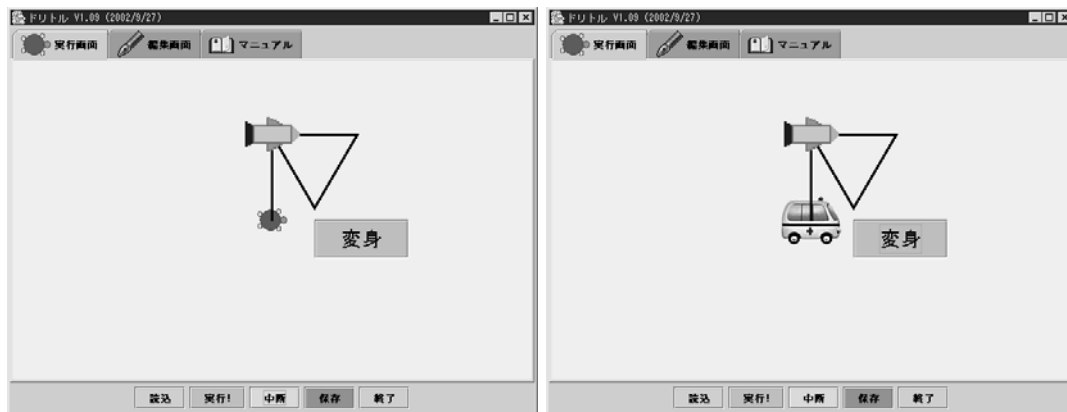 ドリトル V1.09 (2002/9/27)
実行画面 編集画面 マニュアル
変身
読込 実行! 中断 保存 終了
ドリトル V1.09 (2002/9/27)
実行画面 編集画面 マニュアル
変身
読込 実行! 中断 保存 終了